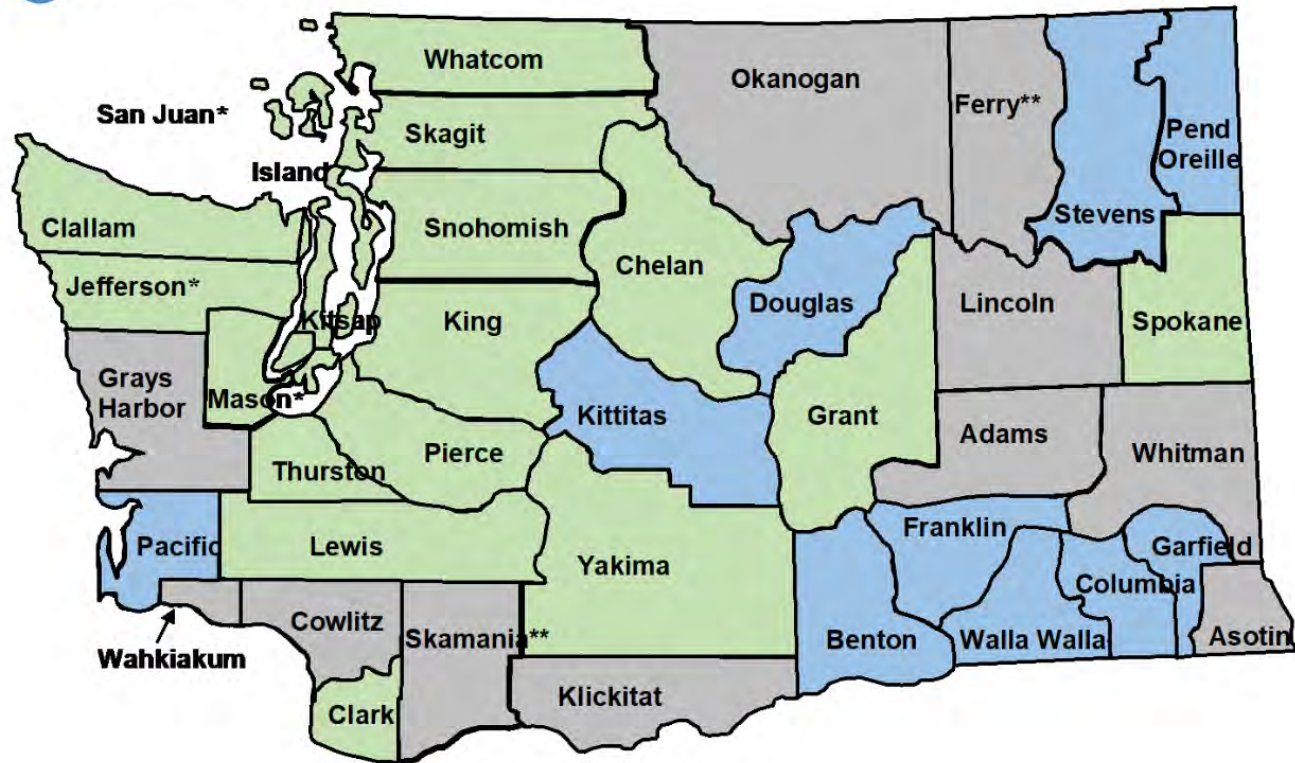 Whatcom
Okanogan
Ferry**
San Juan*
Skagit
Pend
Oreille
Island
Stevens
Clallam
Snohomish
Chelan
Jefferson*
Douglas
Lincoln
Kitsap
King
Spokane
Grays
Harbor
Mason*
Kittitas
Grant
Adams
Whitman
Thurston
Pierce
Franklin
Pacific
Lewis
Garfield
Yakima
Columbia
Cowlitz
Skamania**
Benton
Walla Walla
Asotin
Wahkiakum
Klickitat
Clark